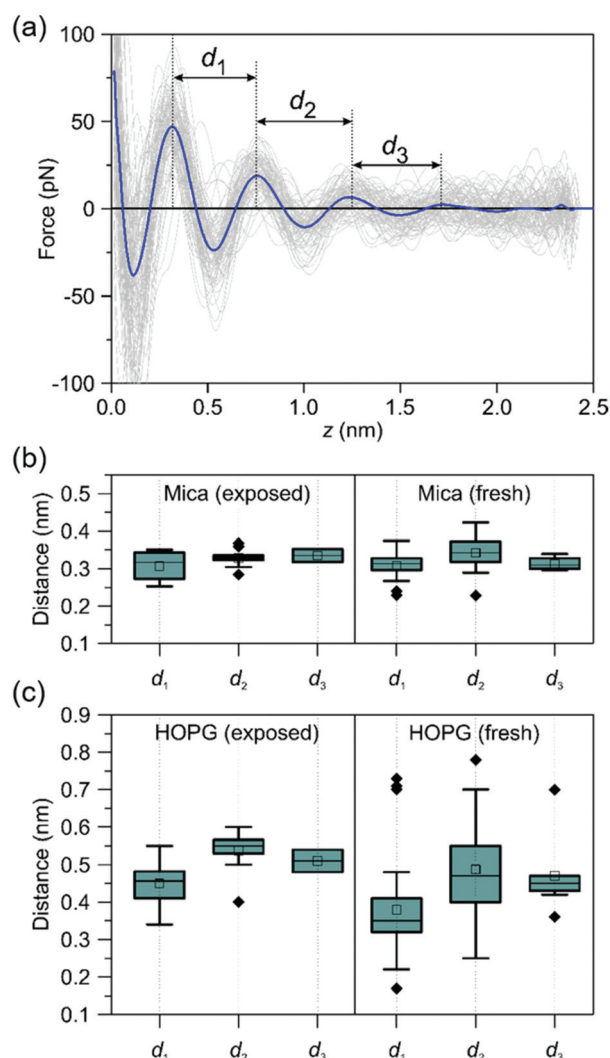 (a)
100
50
0
-50
-100
Force (pN)
d1
d2
d3
0.0 0.5 1.0 1.5 2.0 2.5
z (nm)
(b)
Mica (exposed) Mica (fresh)
0.5
0.4
0.3
0.2
0.1
Distance (nm)
d1 d2 d3 d1 d2 d3
(c)
HOPG (exposed) HOPG (fresh)
0.9
0.8
0.7
0.6
0.5
0.4
0.3
0.2
0.1
Distance (nm)
d1 d2 d3 d1 d2 d3